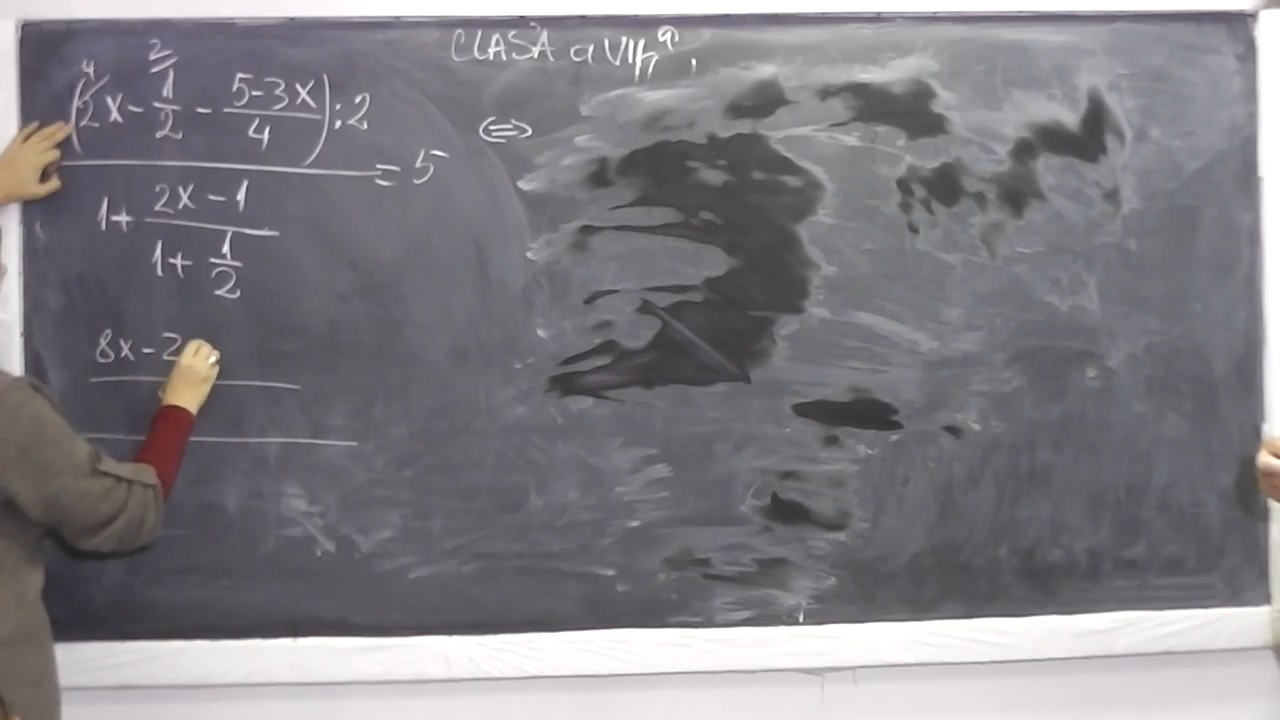 CLASA a VII
(2x - 1/2 - (5-3x)/4) : 2
= 5
1 + (2x-1)/(1 + 1/2)
⇔
8x - 2